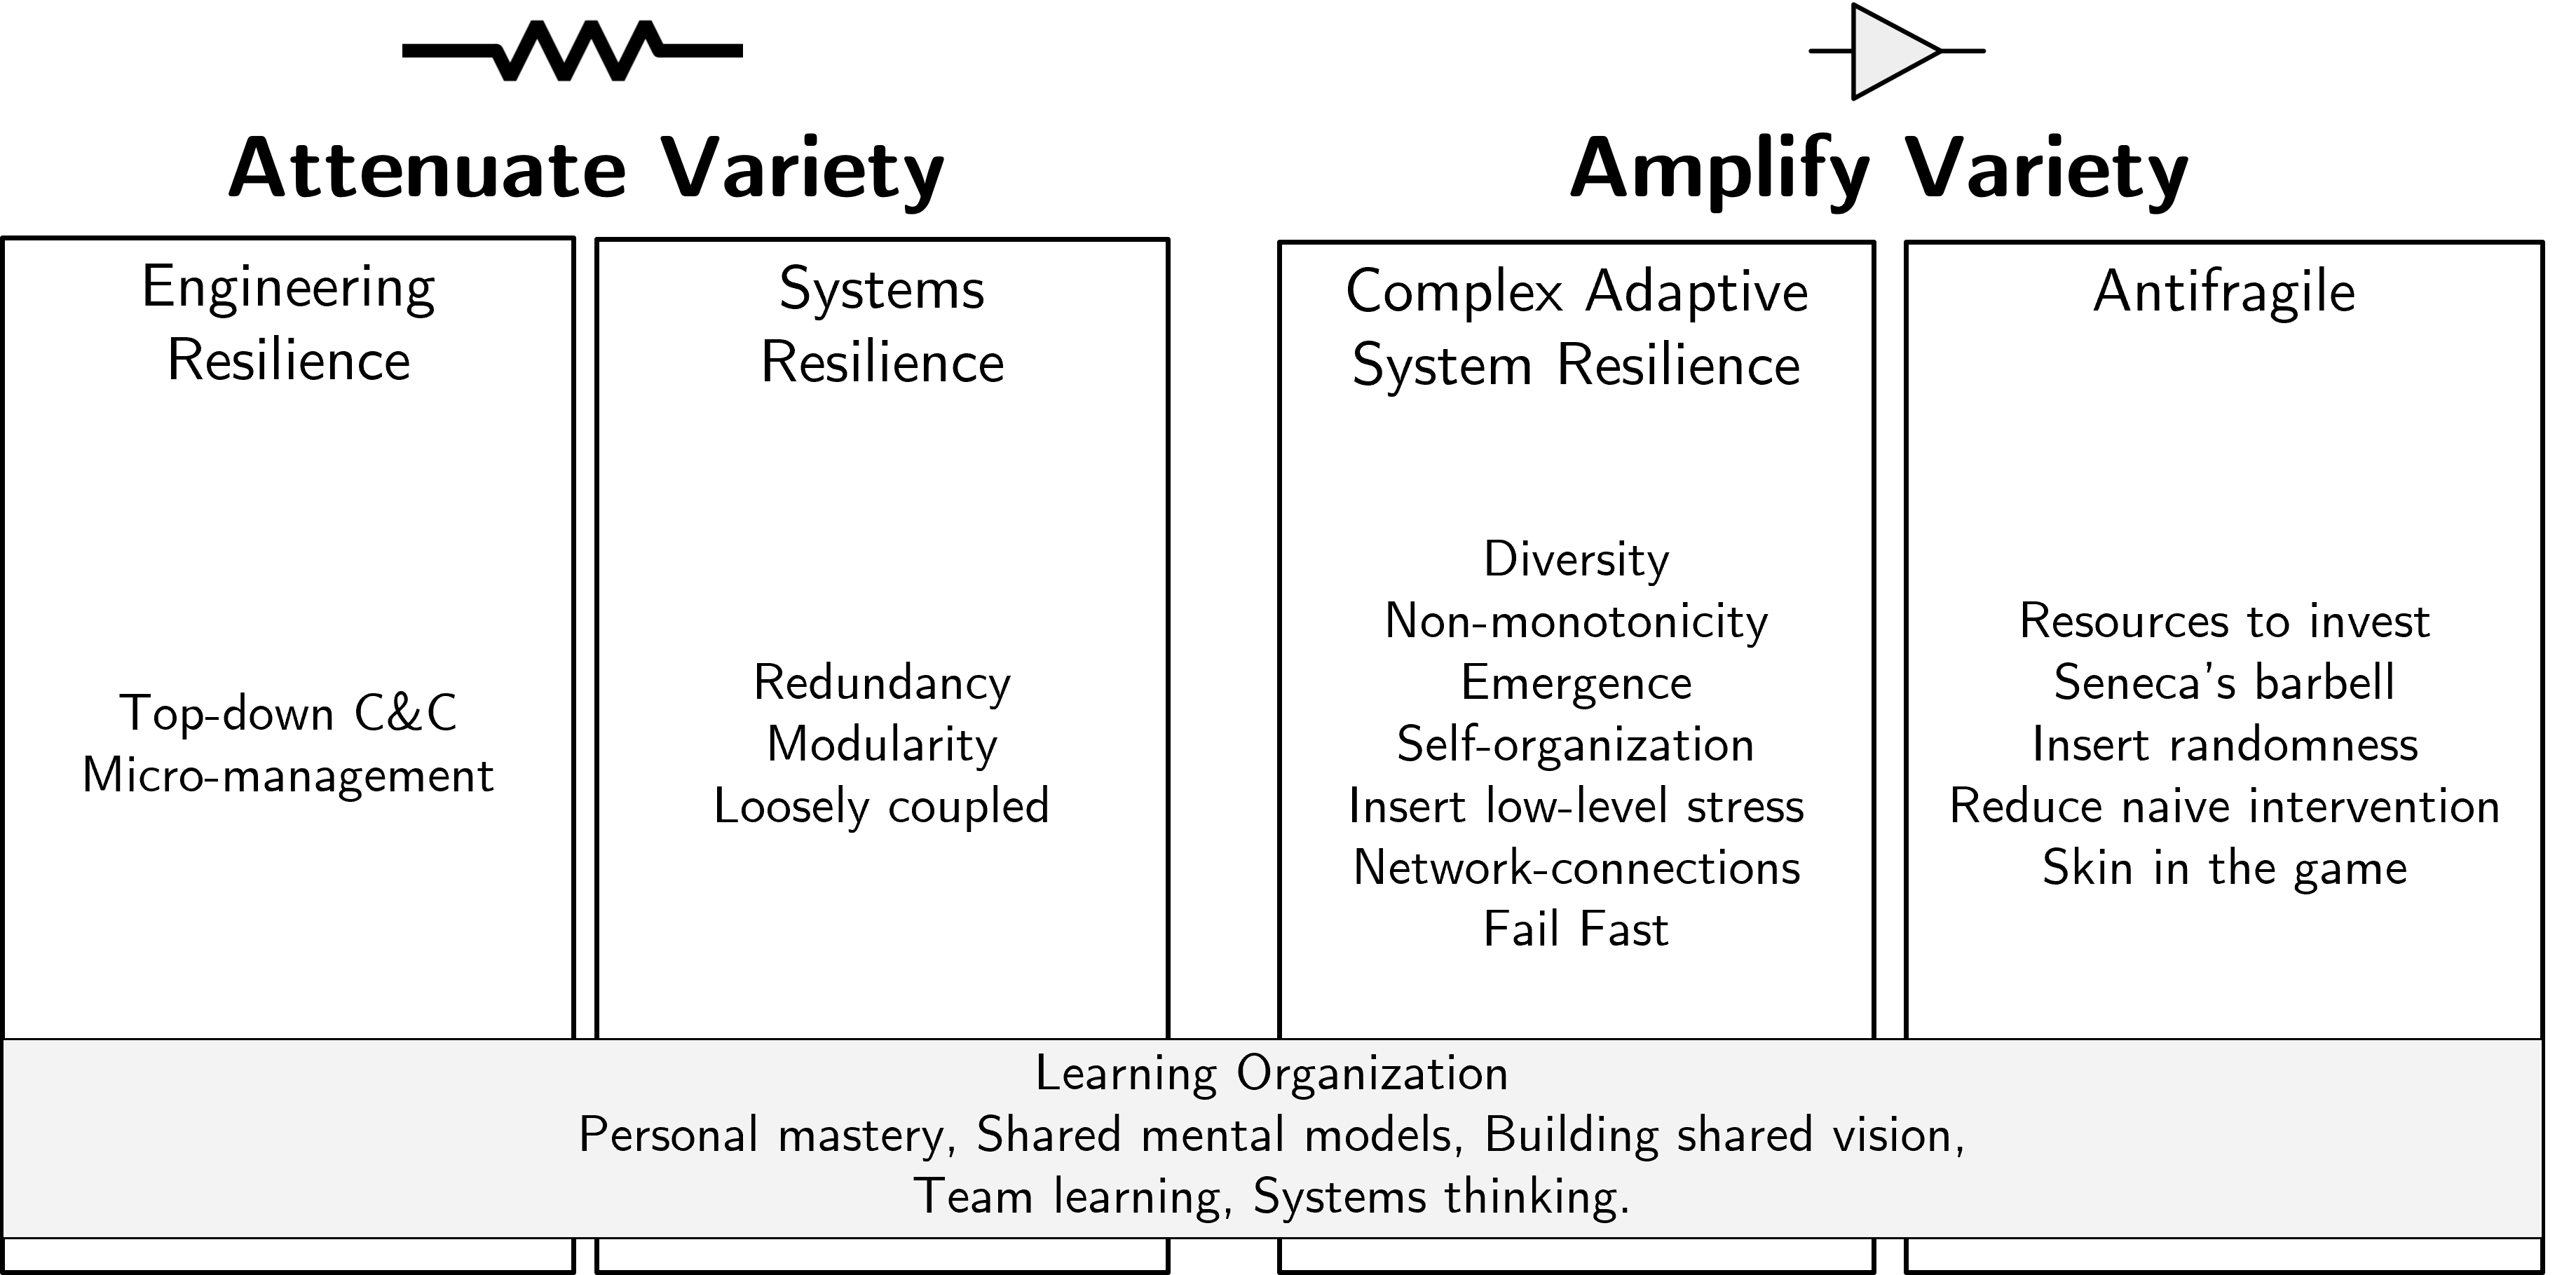 Attenuate Variety
Amplify Variety
Engineering
Resilience
Top-down C&C
Micro-management
Systems
Resilience
Redundancy
Modularity
Loosely coupled
Complex Adaptive
System Resilience
Diversity
Non-monotonicity
Emergence
Self-organization
Insert low-level stress
Network-connections
Fail Fast
Antifragile
Resources to invest
Seneca's barbell
Insert randomness
Reduce naive intervention
Skin in the game
Learning Organization
Personal mastery, Shared mental models, Building shared vision,
Team learning, Systems thinking.